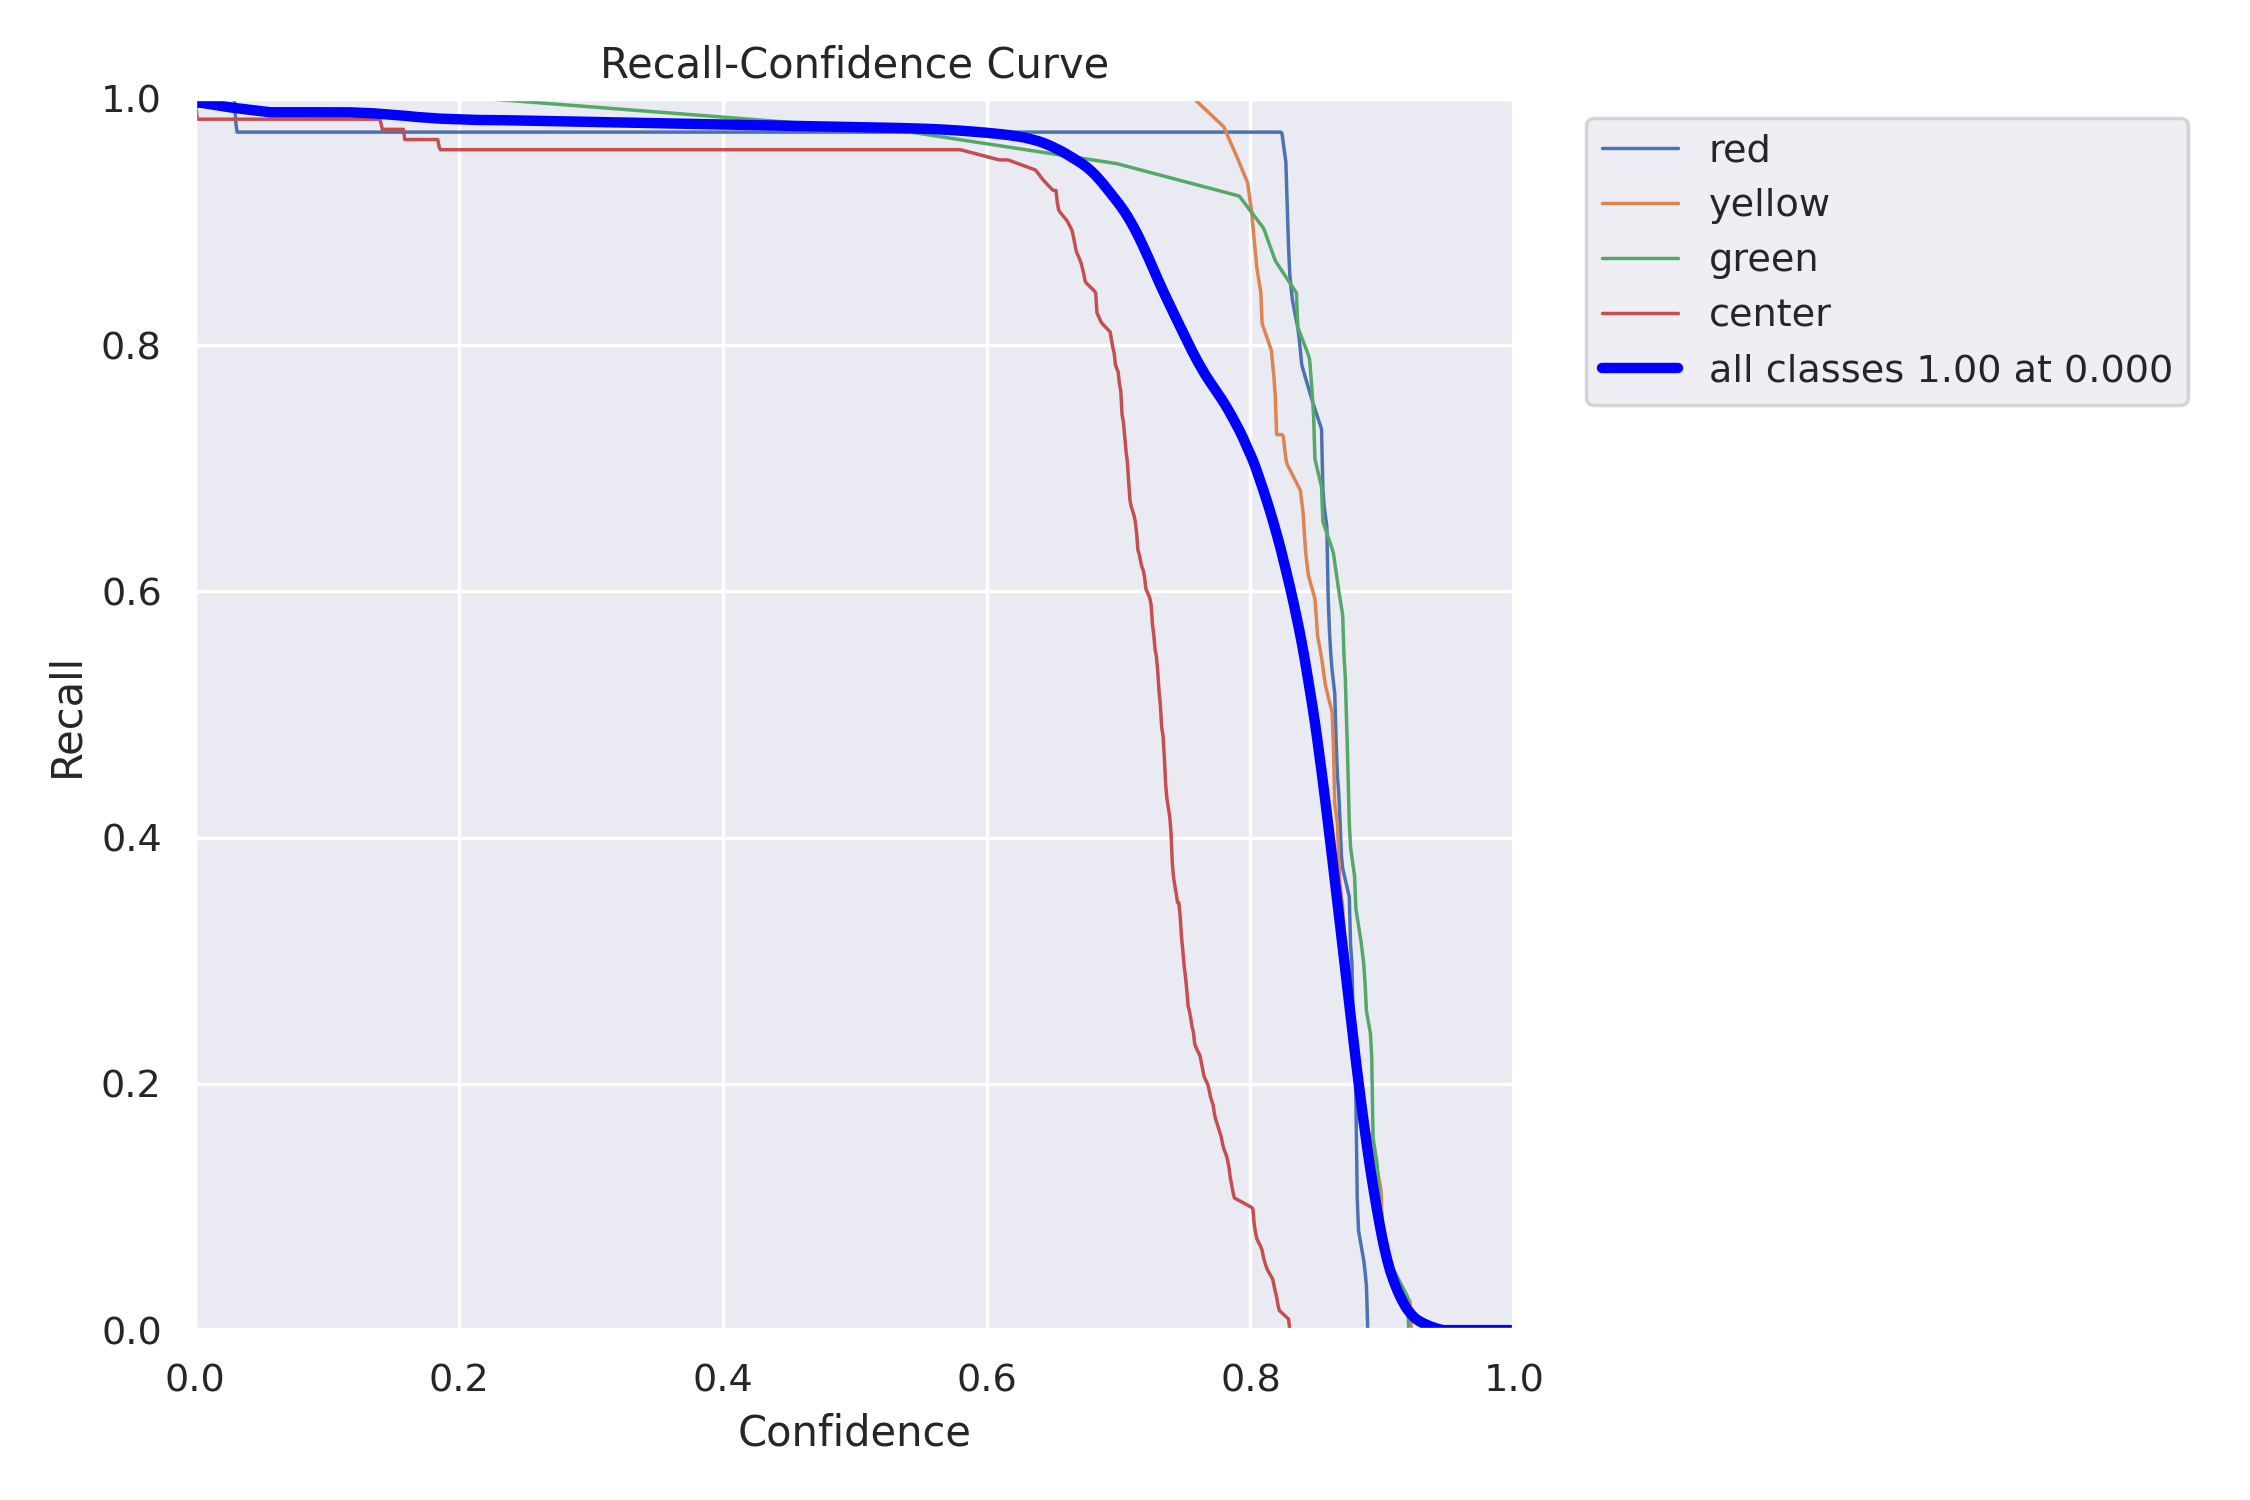 Recall-Confidence Curve
1.0
0.8
0.6
0.4
0.2
0.0
Recall
0.0 0.2 0.4 0.6 0.8 1.0
Confidence
red
yellow
green
center
all classes 1.00 at 0.000